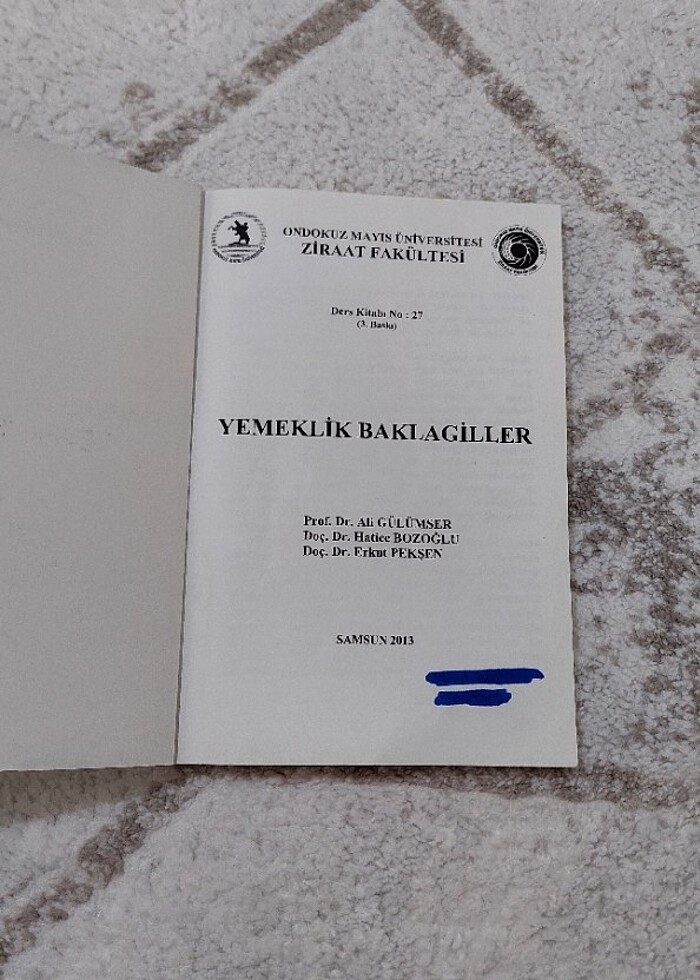 ONDOKUZ MAYIS ÜNİVERSİTESİ
ZİRAAT FAKÜLTESİ
Ders Kitabı No : 27
(3. Baskı)
YEMEKLİK BAKLAGİLLER
Prof. Dr. Ali GÜLÜMSER
Doç. Dr. Hatice BOZOĞLU
Doç. Dr. Erkut PEKŞEN
SAMSUN 2013